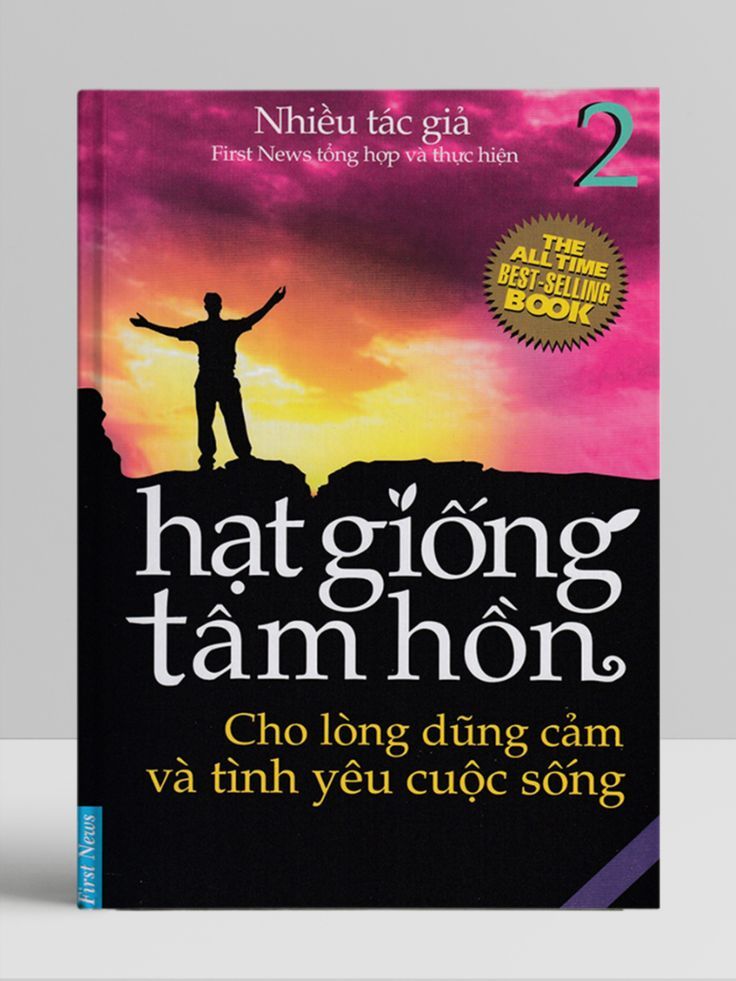 Nhiều tác giả
First News tổng hợp và thực hiện
2
THE
ALL TIME
BEST-SELLING
BOOK
hạt giống
tâm hồn
Cho lòng dũng cảm
và tình yêu cuộc sống
First News